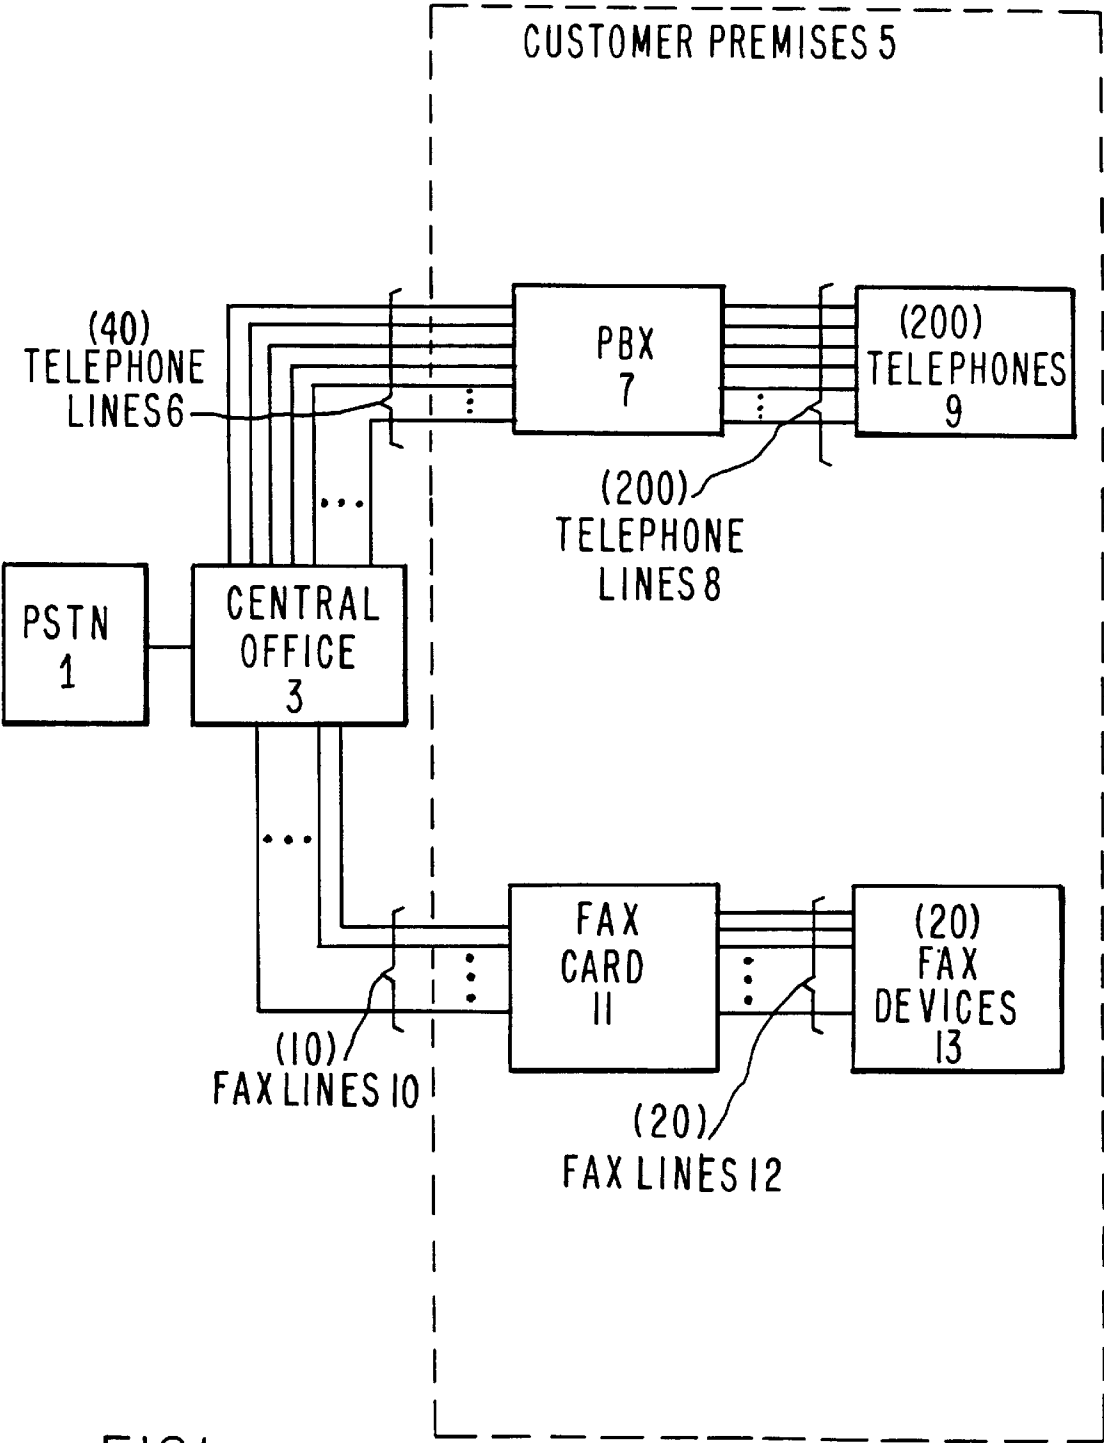 CUSTOMER PREMISES 5
(40)
TELEPHONE
LINES 6
PBX
7
(200)
TELEPHONES
9
(200)
TELEPHONE
LINES 8
PSTN
1
CENTRAL
OFFICE
3
FAX
CARD
11
(20)
FAX
DEVICES
13
(10)
FAX LINES 10
(20)
FAX LINES 12